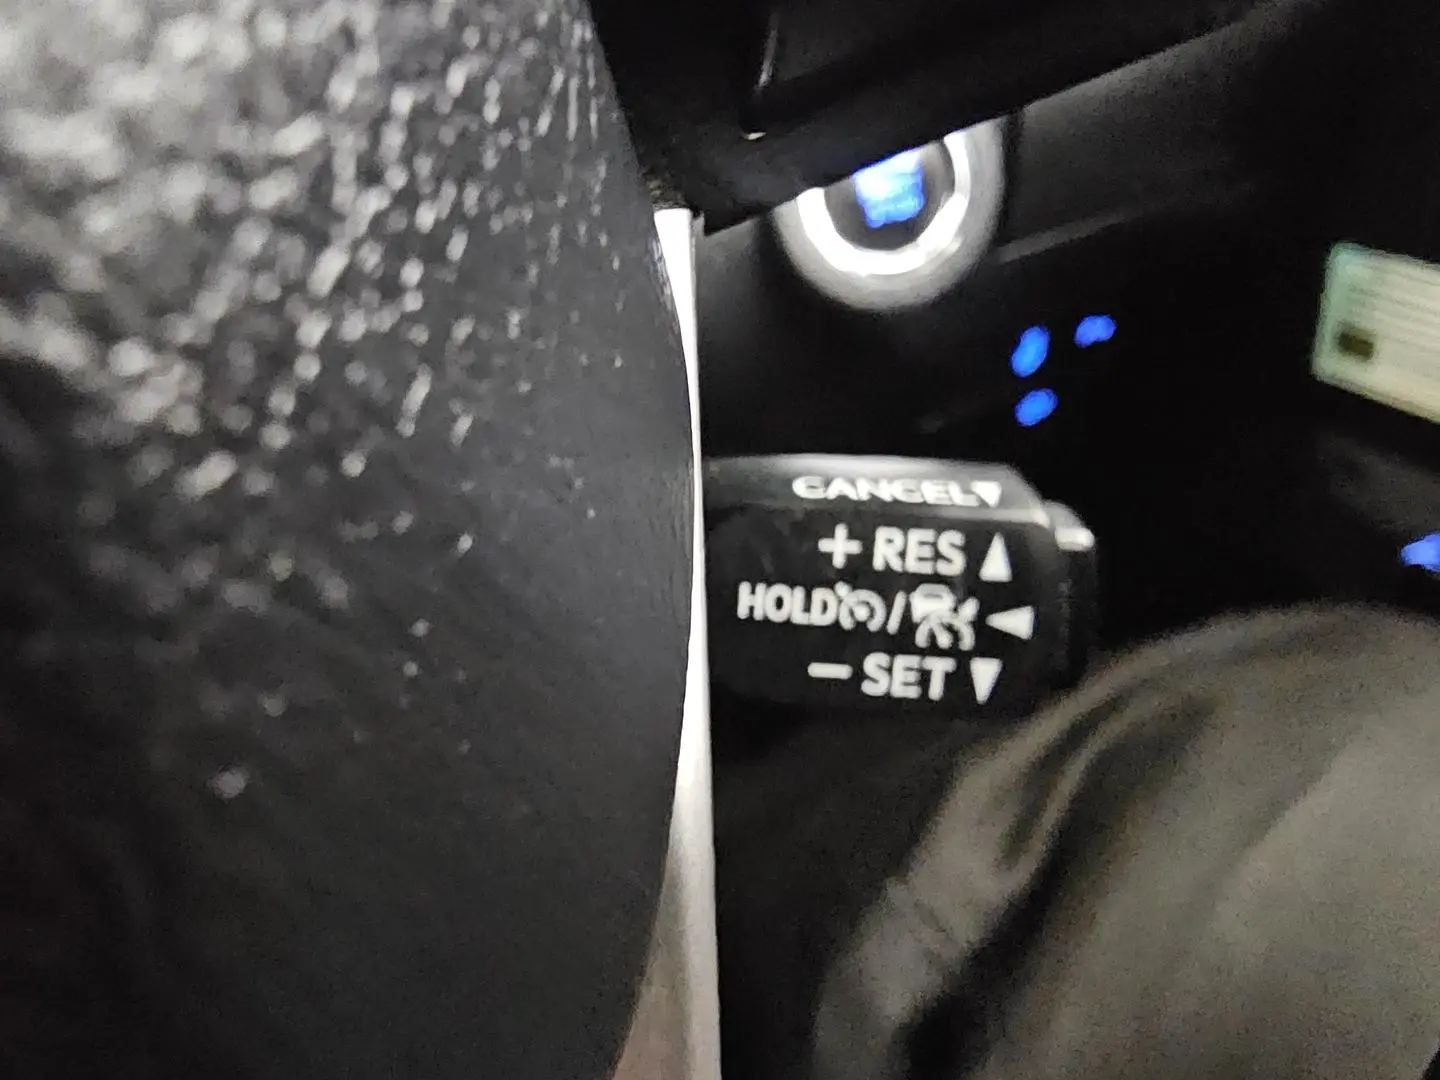 CANCEL▼
+ RES ▲
HOLD / ◀
− SET ▼